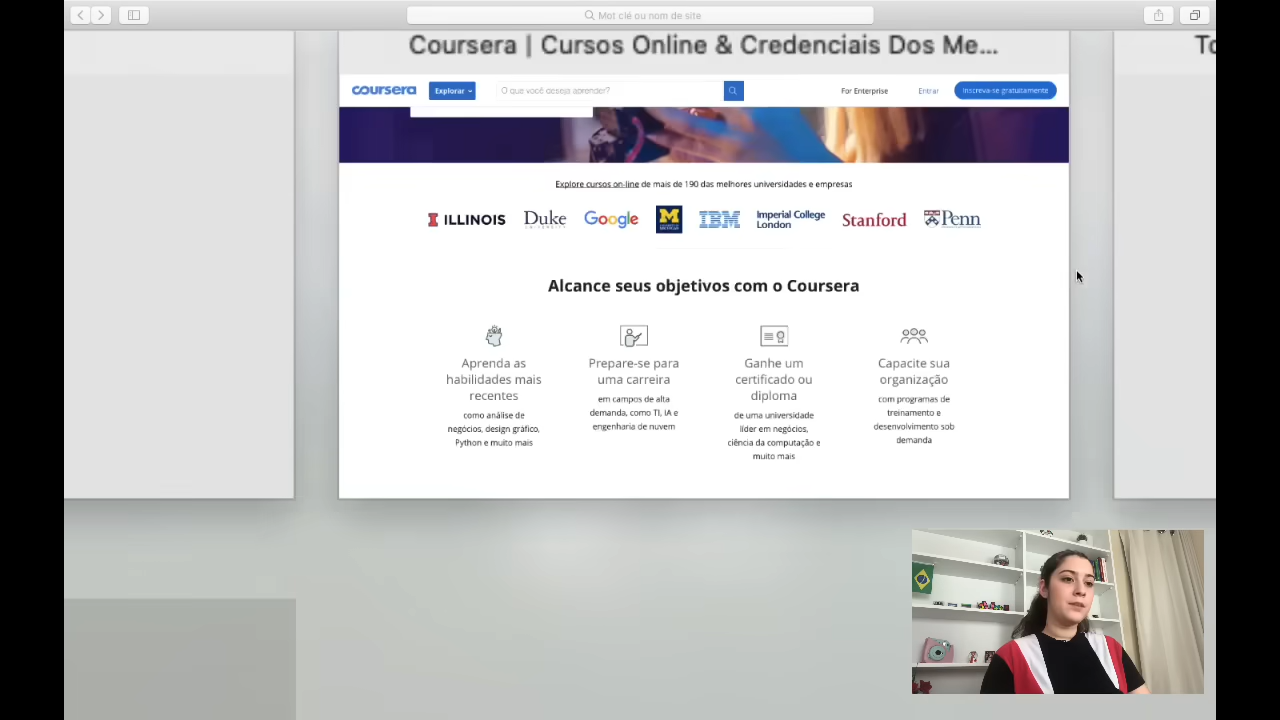 Mot clé ou nom de site
Coursera | Cursos Online & Credenciais Dos Me...
coursera
Explorar
O que você deseja aprender?
For Enterprise
Entrar
Inscreva-se gratuitamente
Explore cursos on-line de mais de 190 das melhores universidades e empresas
ILLINOIS
Duke
UNIVERSITY
Google
M
IBM
Imperial College
London
Stanford
Penn
Alcance seus objetivos com o Coursera
Aprenda as
habilidades mais
recentes
como análise de
negócios, design gráfico,
Python e muito mais
Prepare-se para
uma carreira
em campos de alta
demanda, como TI, IA e
engenharia de nuvem
Ganhe um
certificado ou
diploma
de uma universidade
líder em negócios,
ciência da computação e
muito mais
Capacite sua
organização
com programas de
treinamento e
desenvolvimento sob
demanda